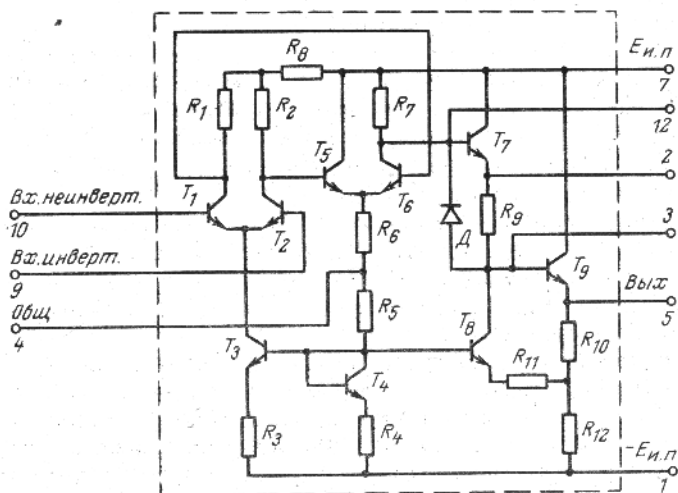 R8
Eи.п
7
R1
R2
R7
12
T5
T7
2
Вх.неинверт.
10
T1
T2
T6
R6
R9
Д
3
Вх.инверт.
9
T9
Вых
5
Общ
4
R5
T8
R10
T3
R11
T4
R3
R4
R12
-Eи.п
1